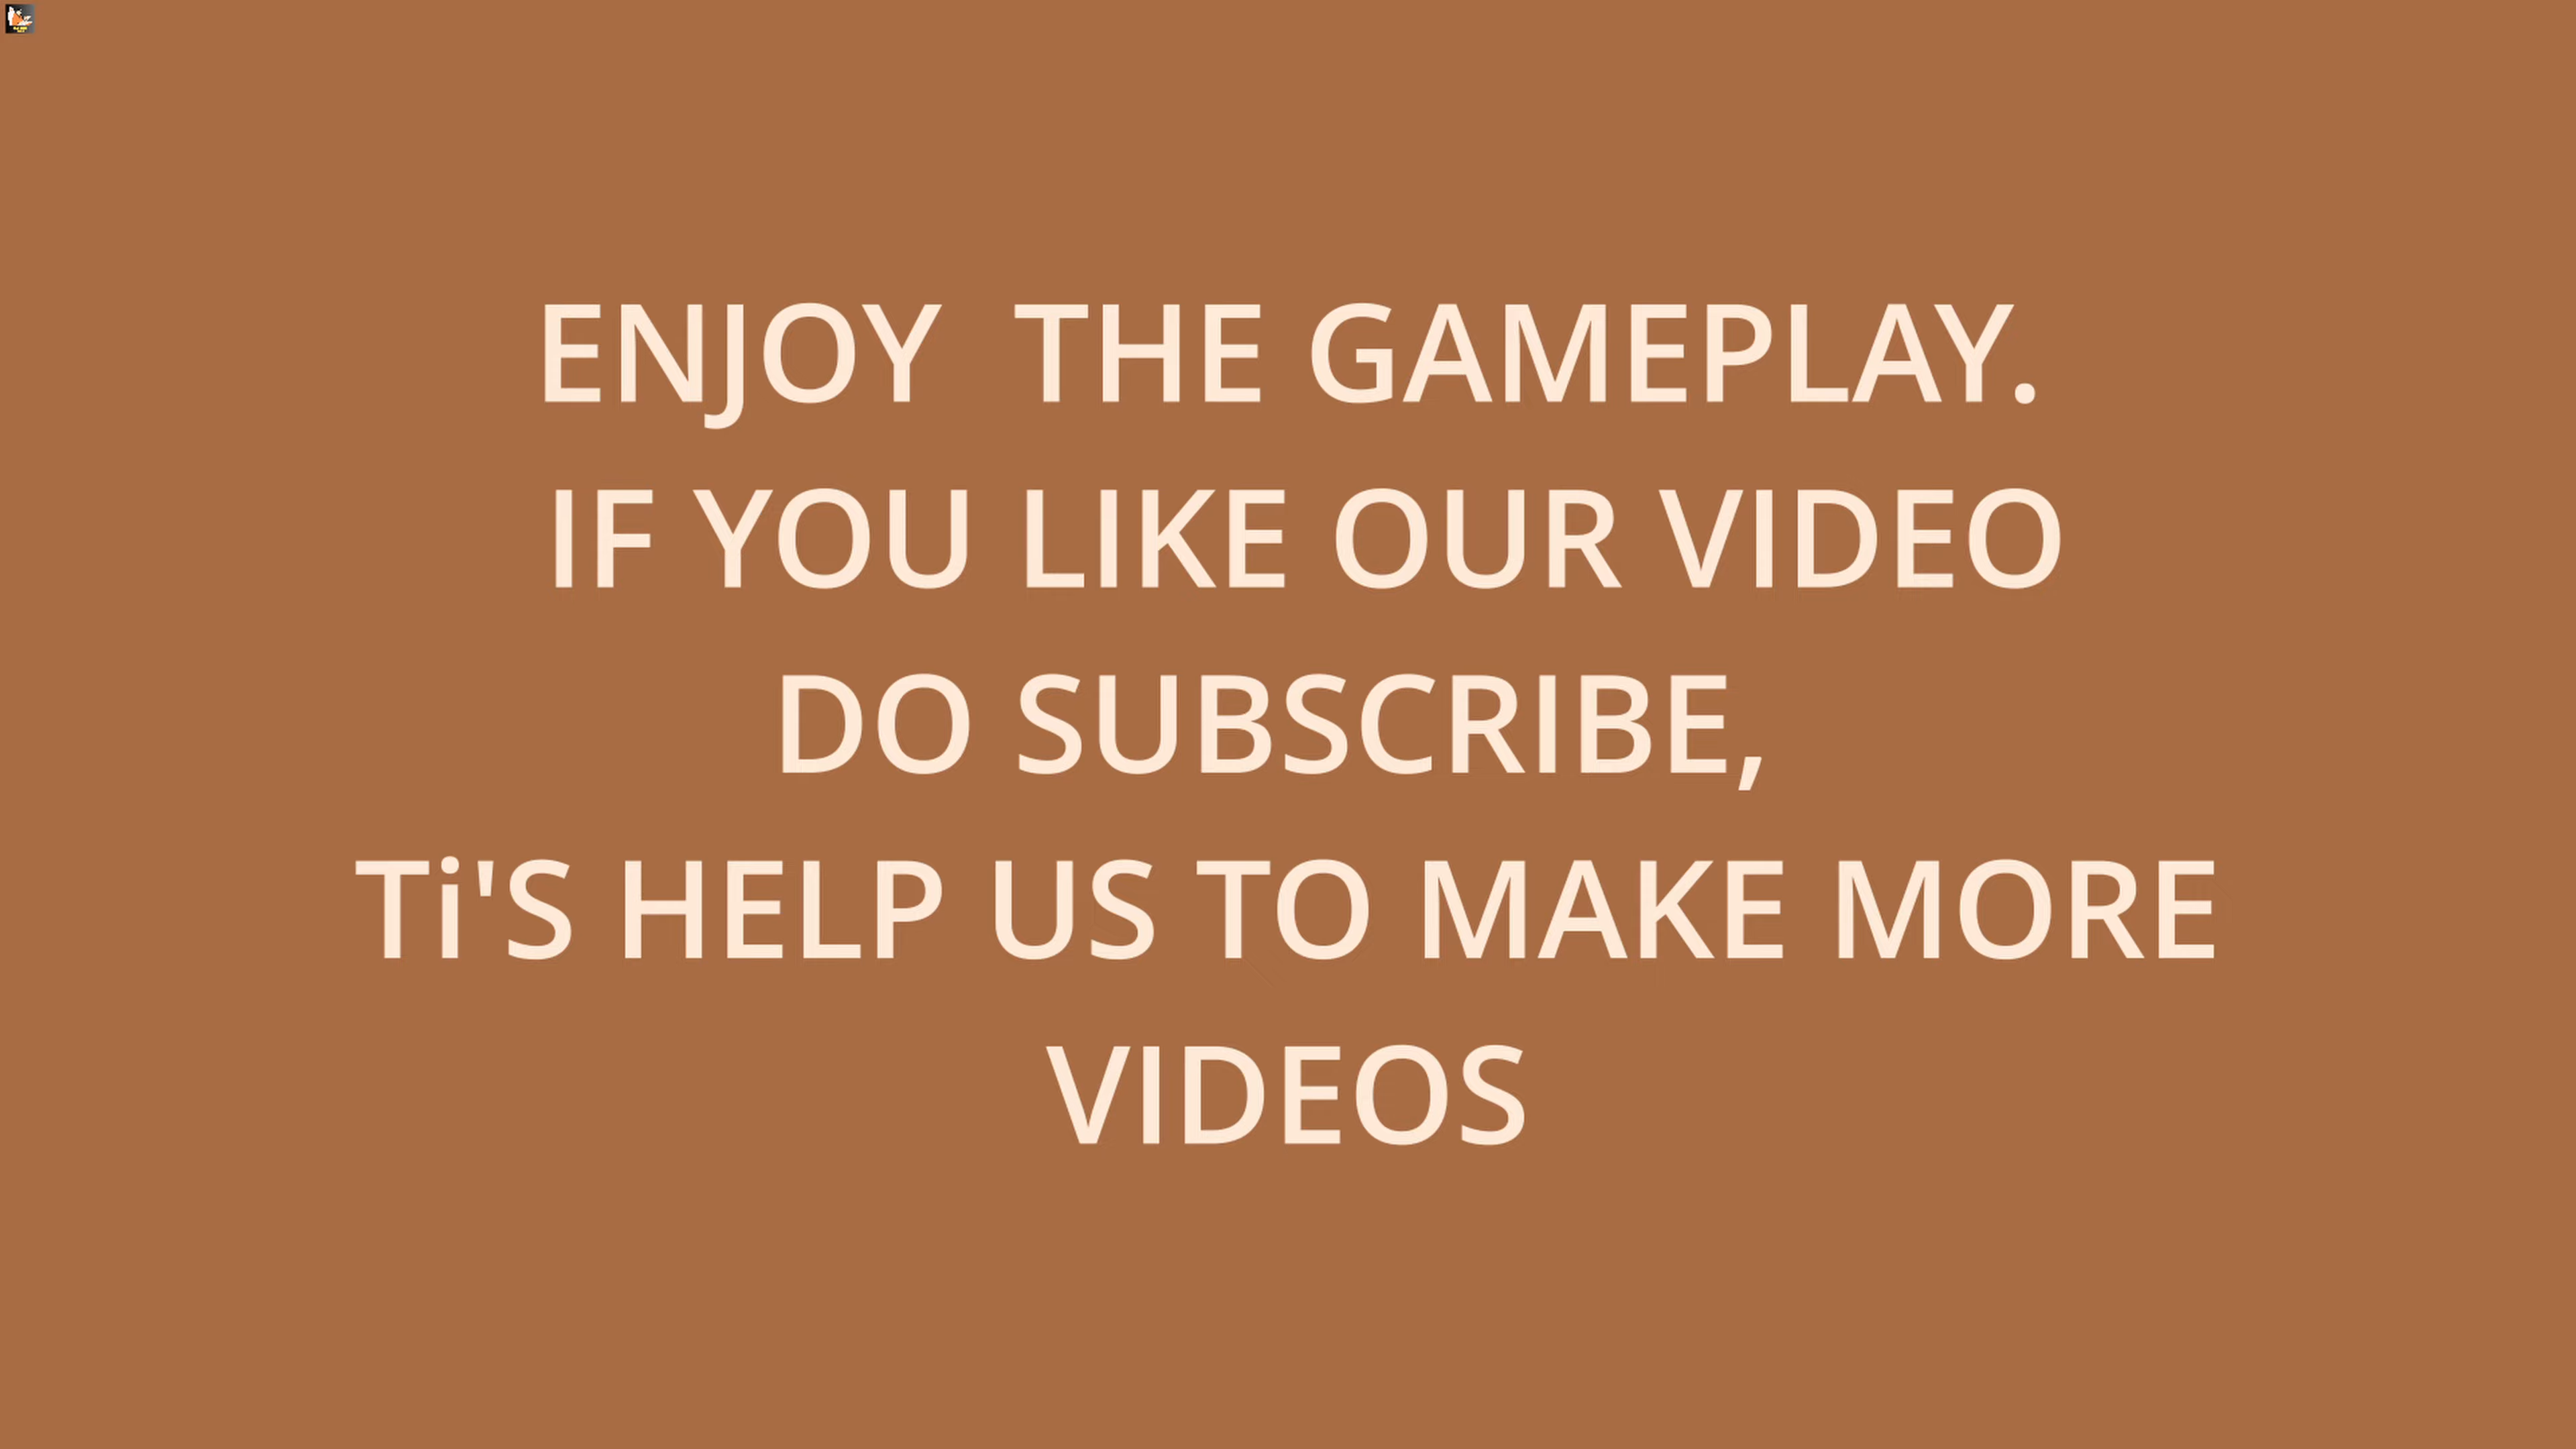 ENJOY  THE GAMEPLAY.
IF YOU LIKE OUR VIDEO
DO SUBSCRIBE,
Ti'S HELP US TO MAKE MORE
VIDEOS